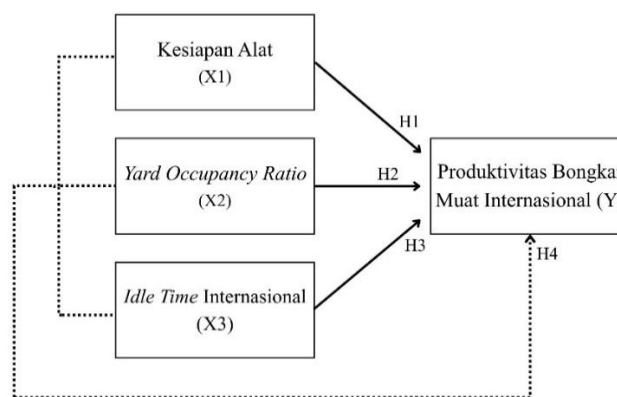 Kesiapan Alat
(X1)
H1
Yard Occupancy Ratio
(X2)
H2
Produktivitas Bongkar
Muat Internasional (Y
H3
H4
Idle Time Internasional
(X3)